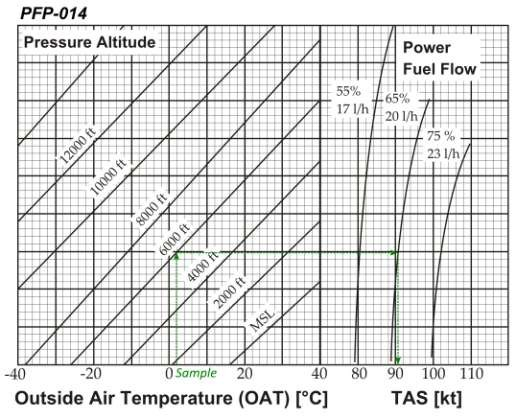 PFP-014
Pressure Altitude
Power
Fuel Flow
55%
17 l/h
65%
20 l/h
75 %
23 l/h
12000 ft
10000 ft
8000 ft
6000 ft
4000 ft
2000 ft
MSL
-40 -20 0 Sample 20 40 80 90 100 110
Outside Air Temperature (OAT) [°C] TAS [kt]